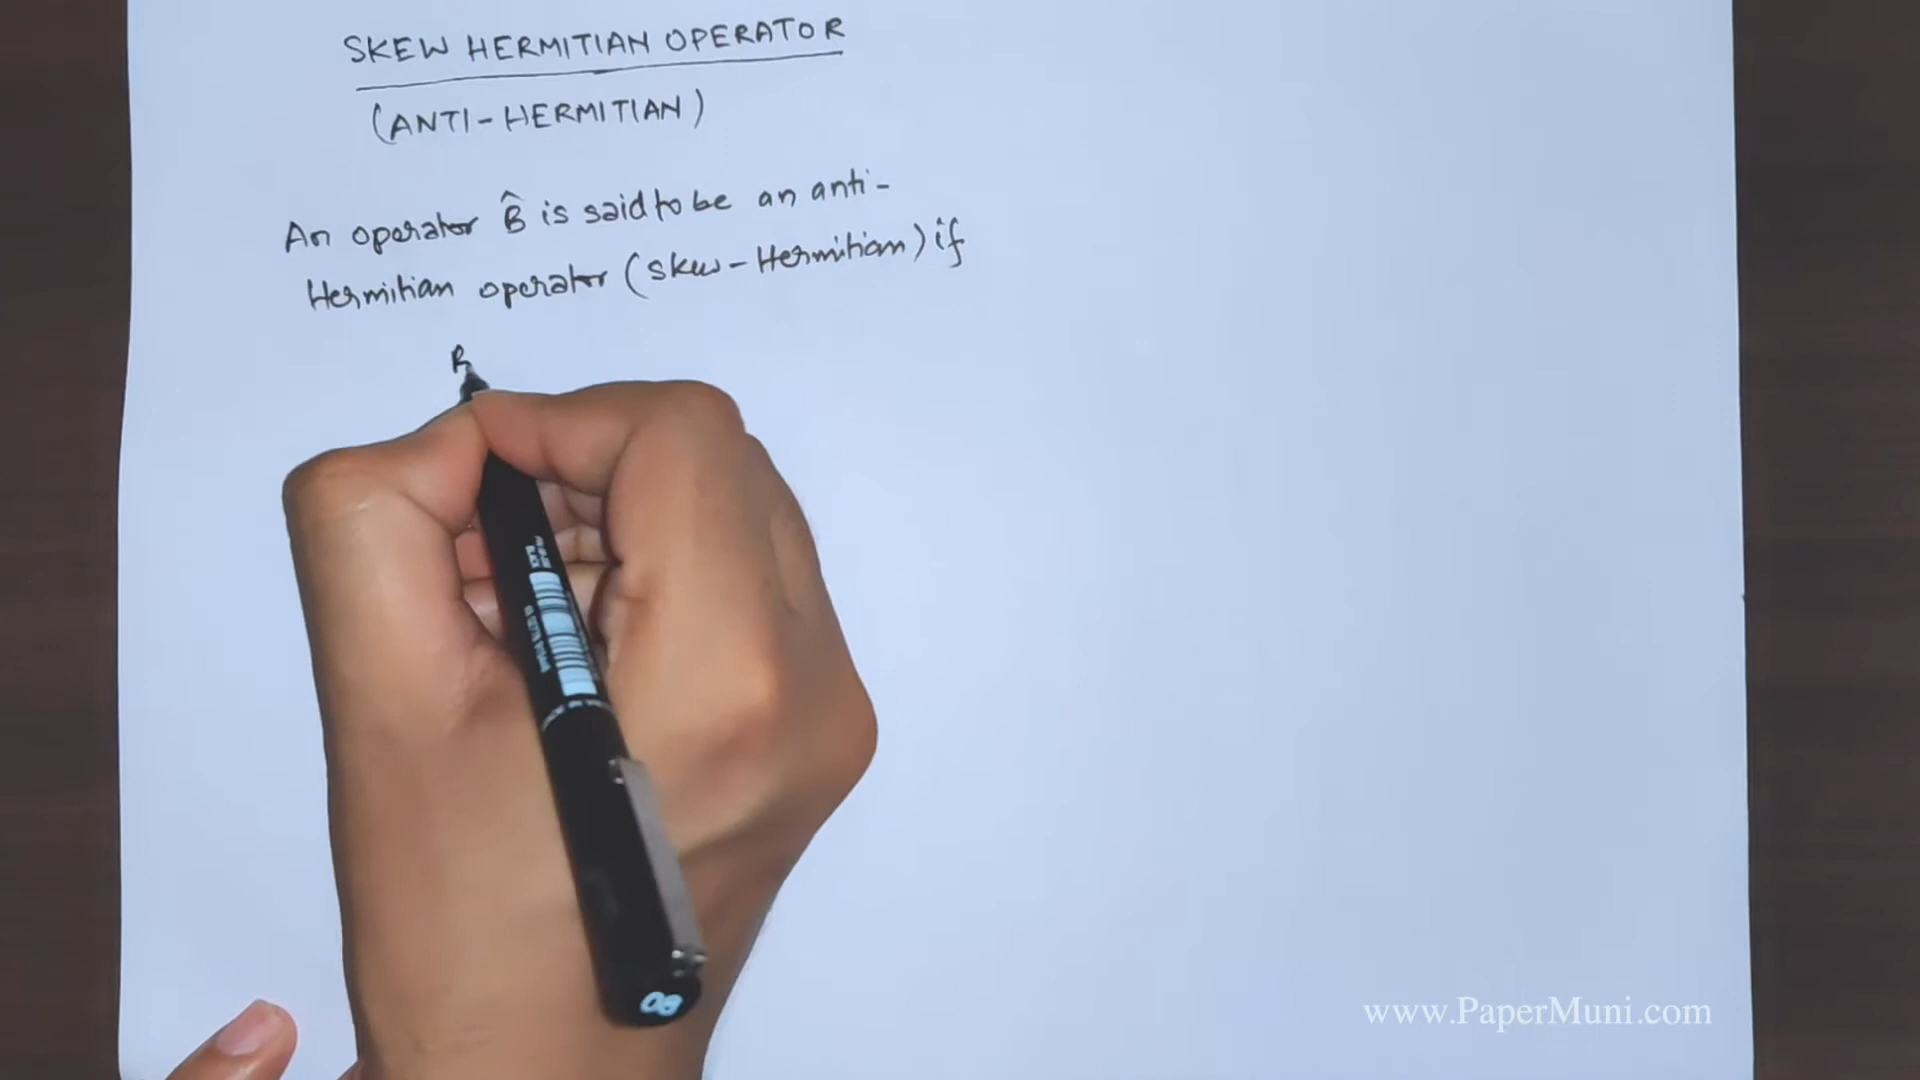 SKEW HERMITIAN OPERATOR
(ANTI-HERMITIAN)
An operator B̂ is said to be an anti-
Hermitian operator (skew-Hermitian) if
B
08
www.PaperMuni.com